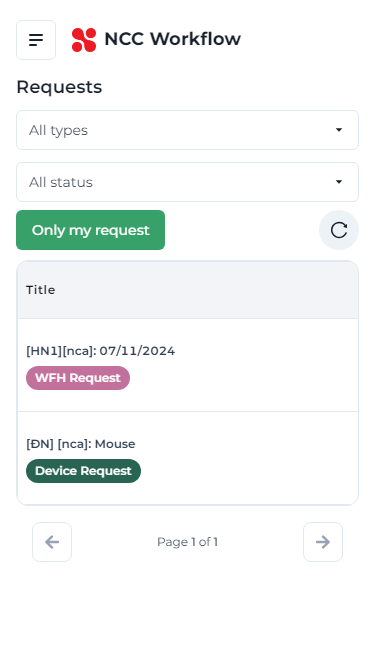 NCC Workflow
Requests
All types
All status
Only my request
Title
[HN1][nca]: 07/11/2024
WFH Request
[ĐN] [nca]: Mouse
Device Request
Page 1 of 1